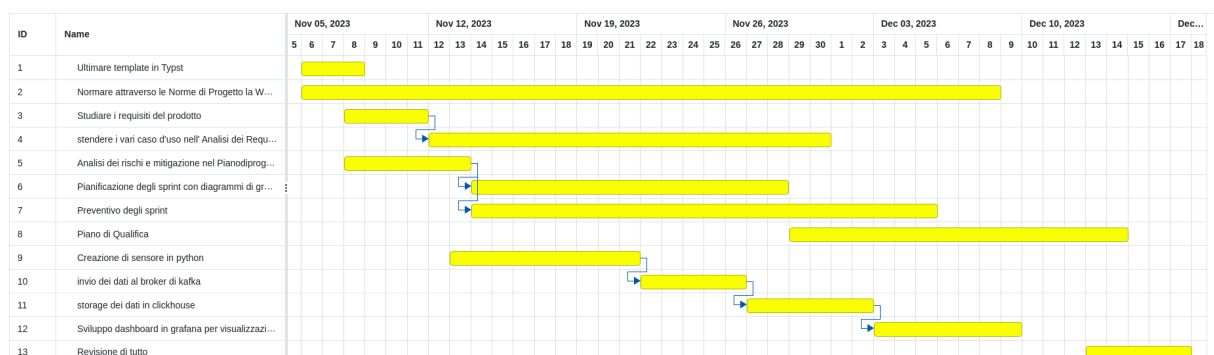 ID Name Nov 05, 2023 Nov 12, 2023 Nov 19, 2023 Nov 26, 2023 Dec 03, 2023 Dec 10, 2023 Dec...
5 6 7 8 9 10 11 12 13 14 15 16 17 18 19 20 21 22 23 24 25 26 27 28 29 30 1 2 3 4 5 6 7 8 9 10 11 12 13 14 15 16 17 18
1 Ultimare template in Typst
2 Normare attraverso le Norme di Progetto la W...
3 Studiare i requisiti del prodotto
4 stendere i vari caso d'uso nell' Analisi dei Requ...
5 Analisi dei rischi e mitigazione nel Pianodiprog...
6 Pianificazione degli sprint con diagrammi di gr...
7 Preventivo degli sprint
8 Piano di Qualifica
9 Creazione di sensore in python
10 invio dei dati al broker di kafka
11 storage dei dati in clickhouse
12 Sviluppo dashboard in grafana per visualizzazi...
13 Revisione di tutto